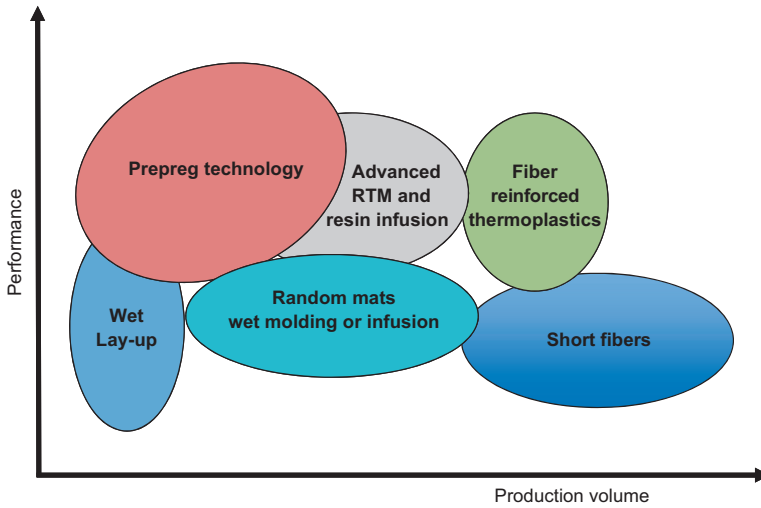 Performance
Prepreg technology
Advanced
RTM and
resin infusion
Fiber
reinforced
thermoplastics
Wet
Lay-up
Random mats
wet molding or infusion
Short fibers
Production volume